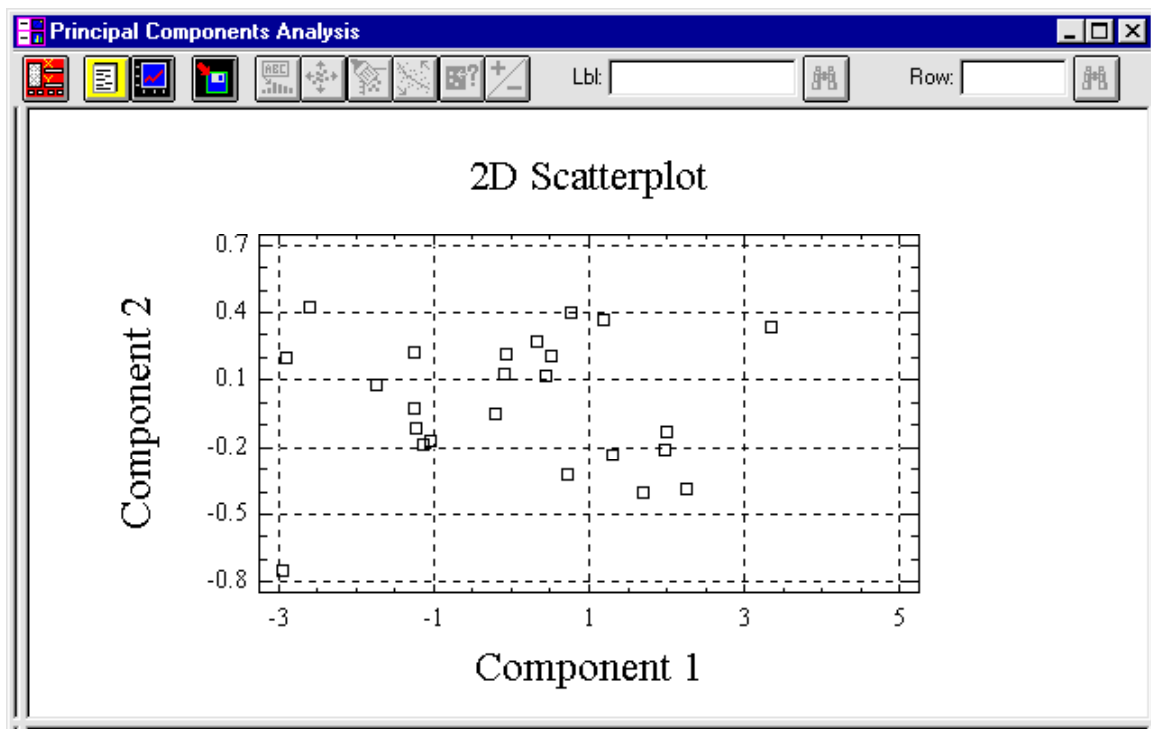 Principal Components Analysis
ABC
Lbl:
Row:
2D Scatterplot
Component 2
0.7
0.4
0.1
-0.2
-0.5
-0.8
-3 -1 1 3 5
Component 1